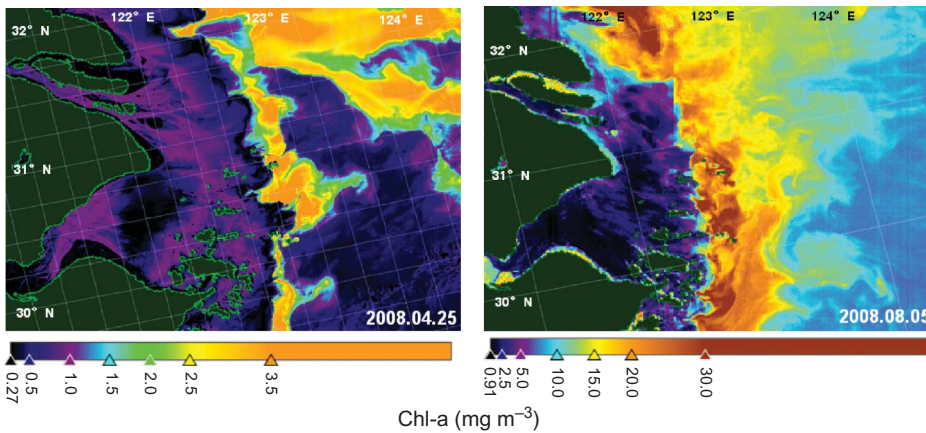 122° E 123° E 124° E
32° N
31° N
30° N
2008.04.25
0.27 0.5 1.0 1.5 2.0 2.5 3.5
122° E 123° E 124° E
32° N
31° N
30° N
2008.08.05
0.91 2.5 5.0 10.0 15.0 20.0 30.0
Chl-a (mg m⁻³)